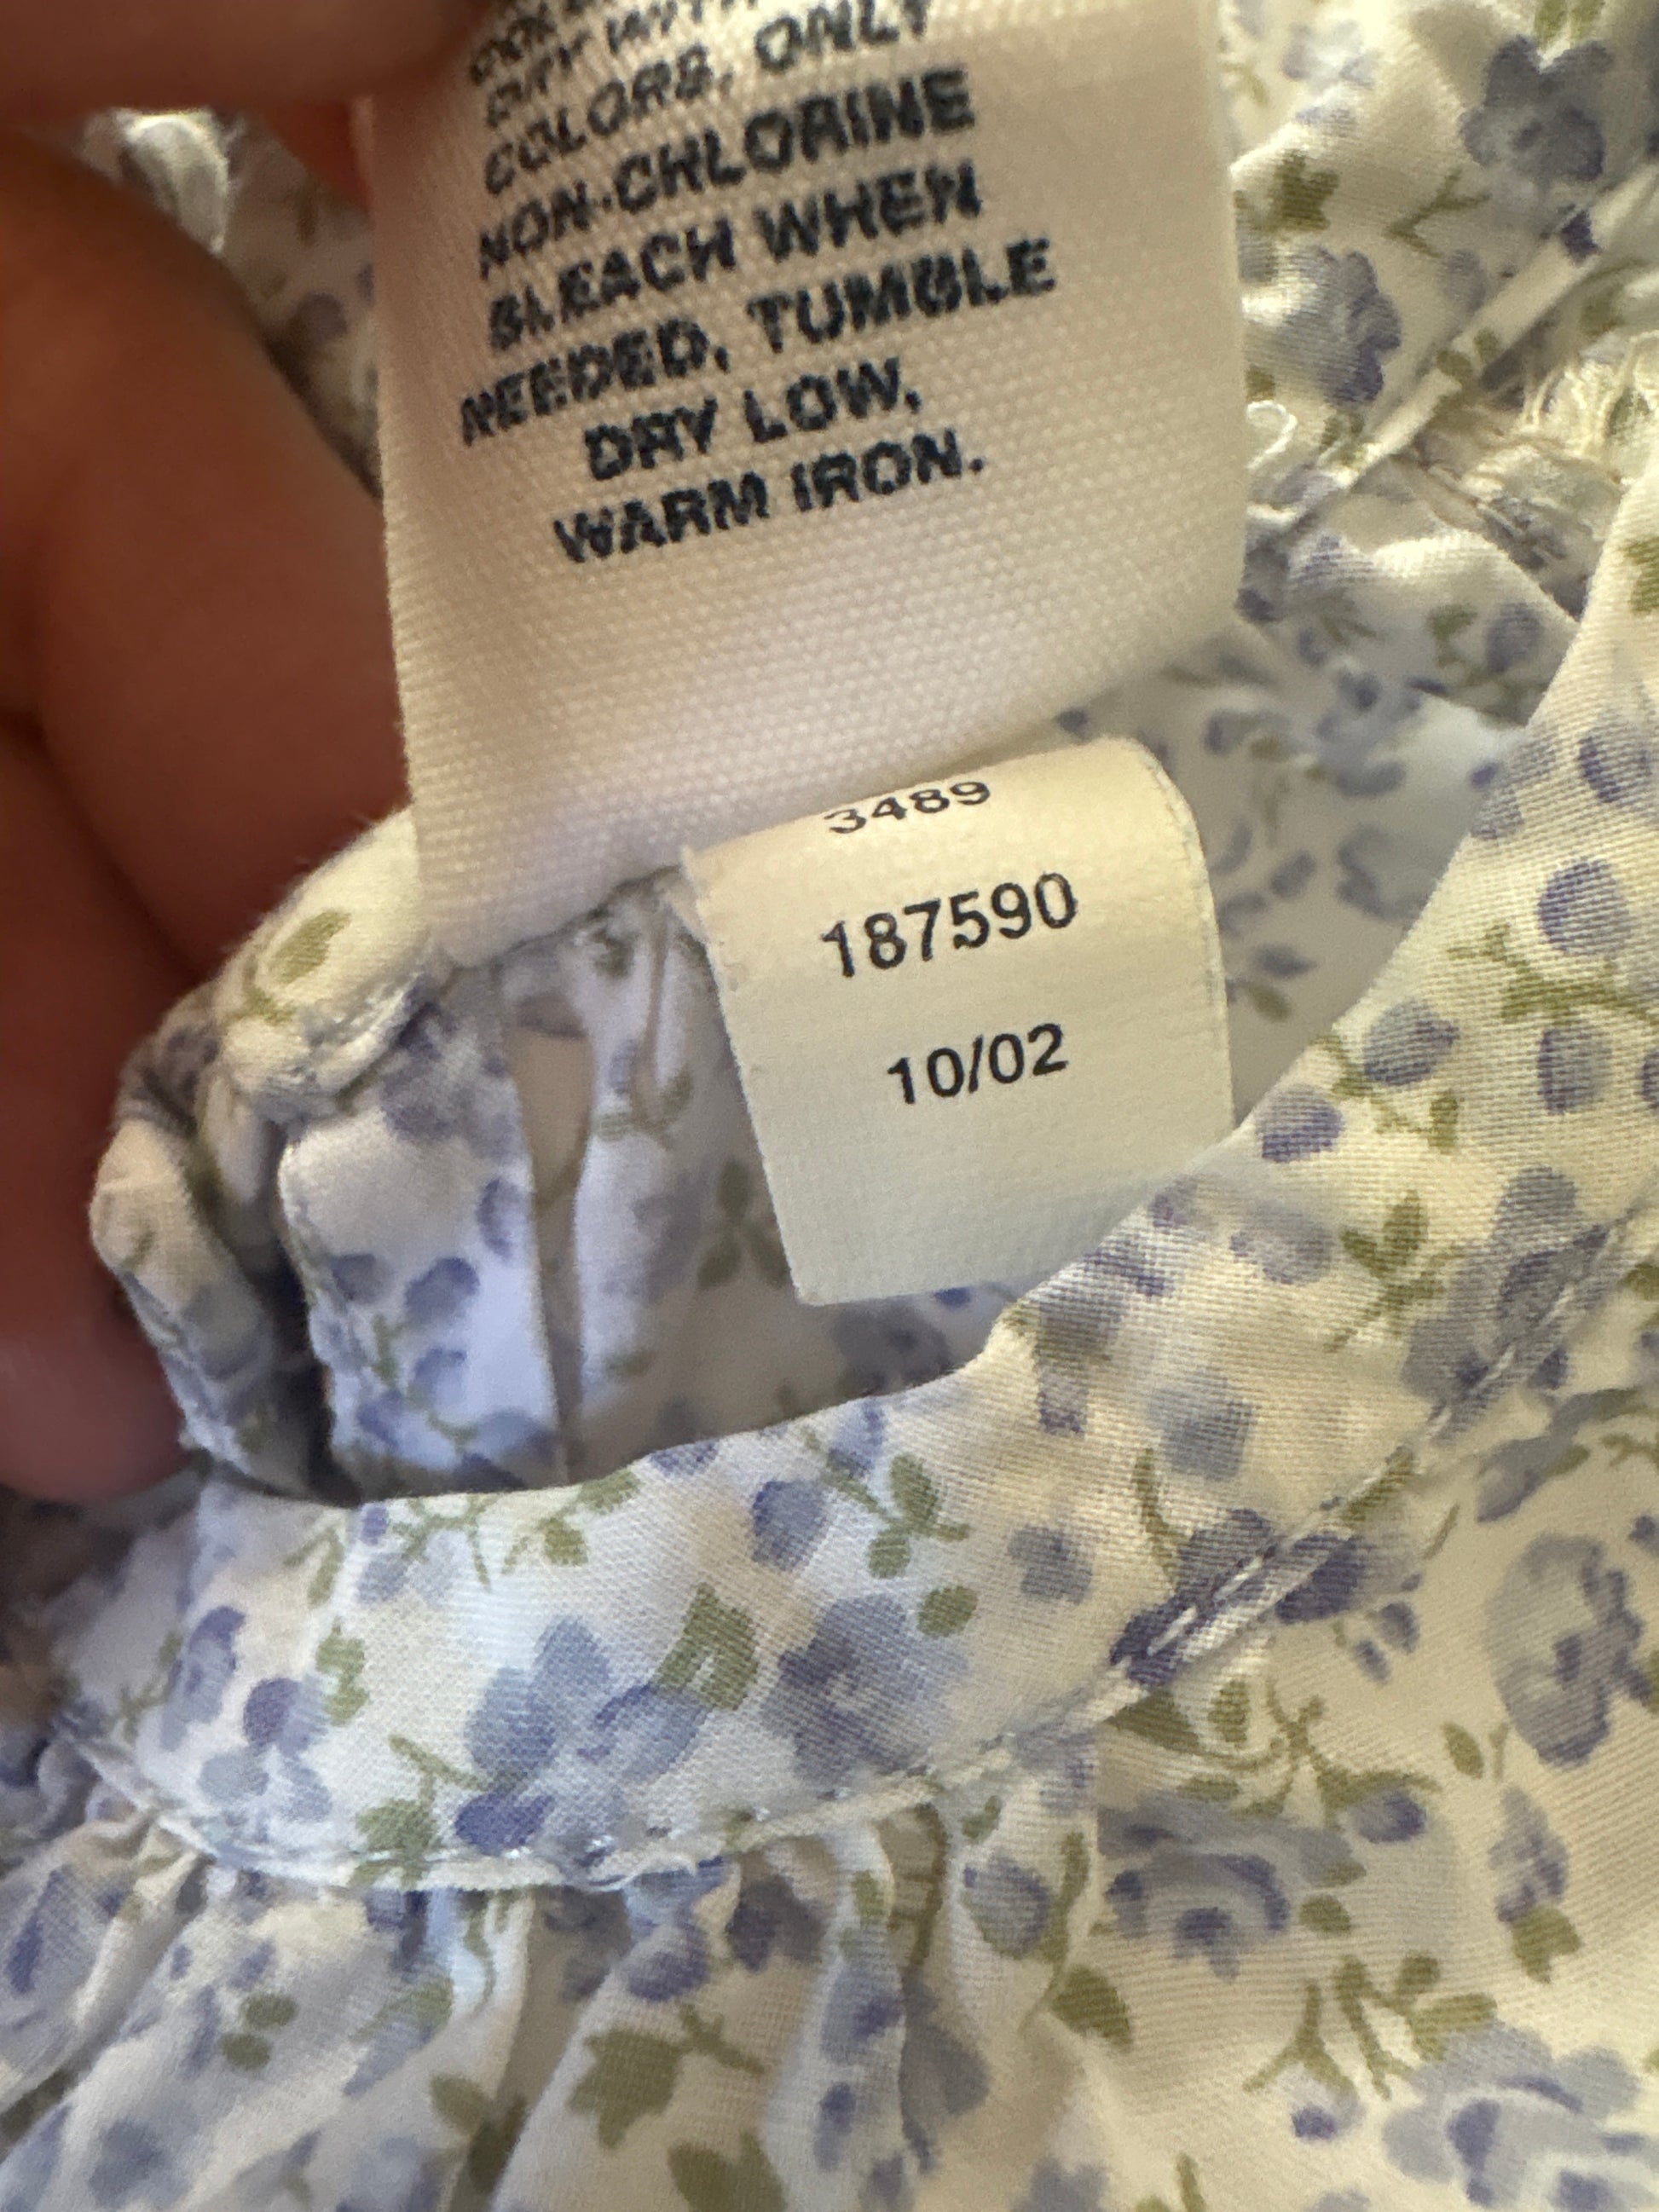 COLORS, ONLY
NON-CHLORINE
BLEACH WHEN
NEEDED, TUMBLE
DRY LOW,
WARM IRON.
3489
187590
10/02